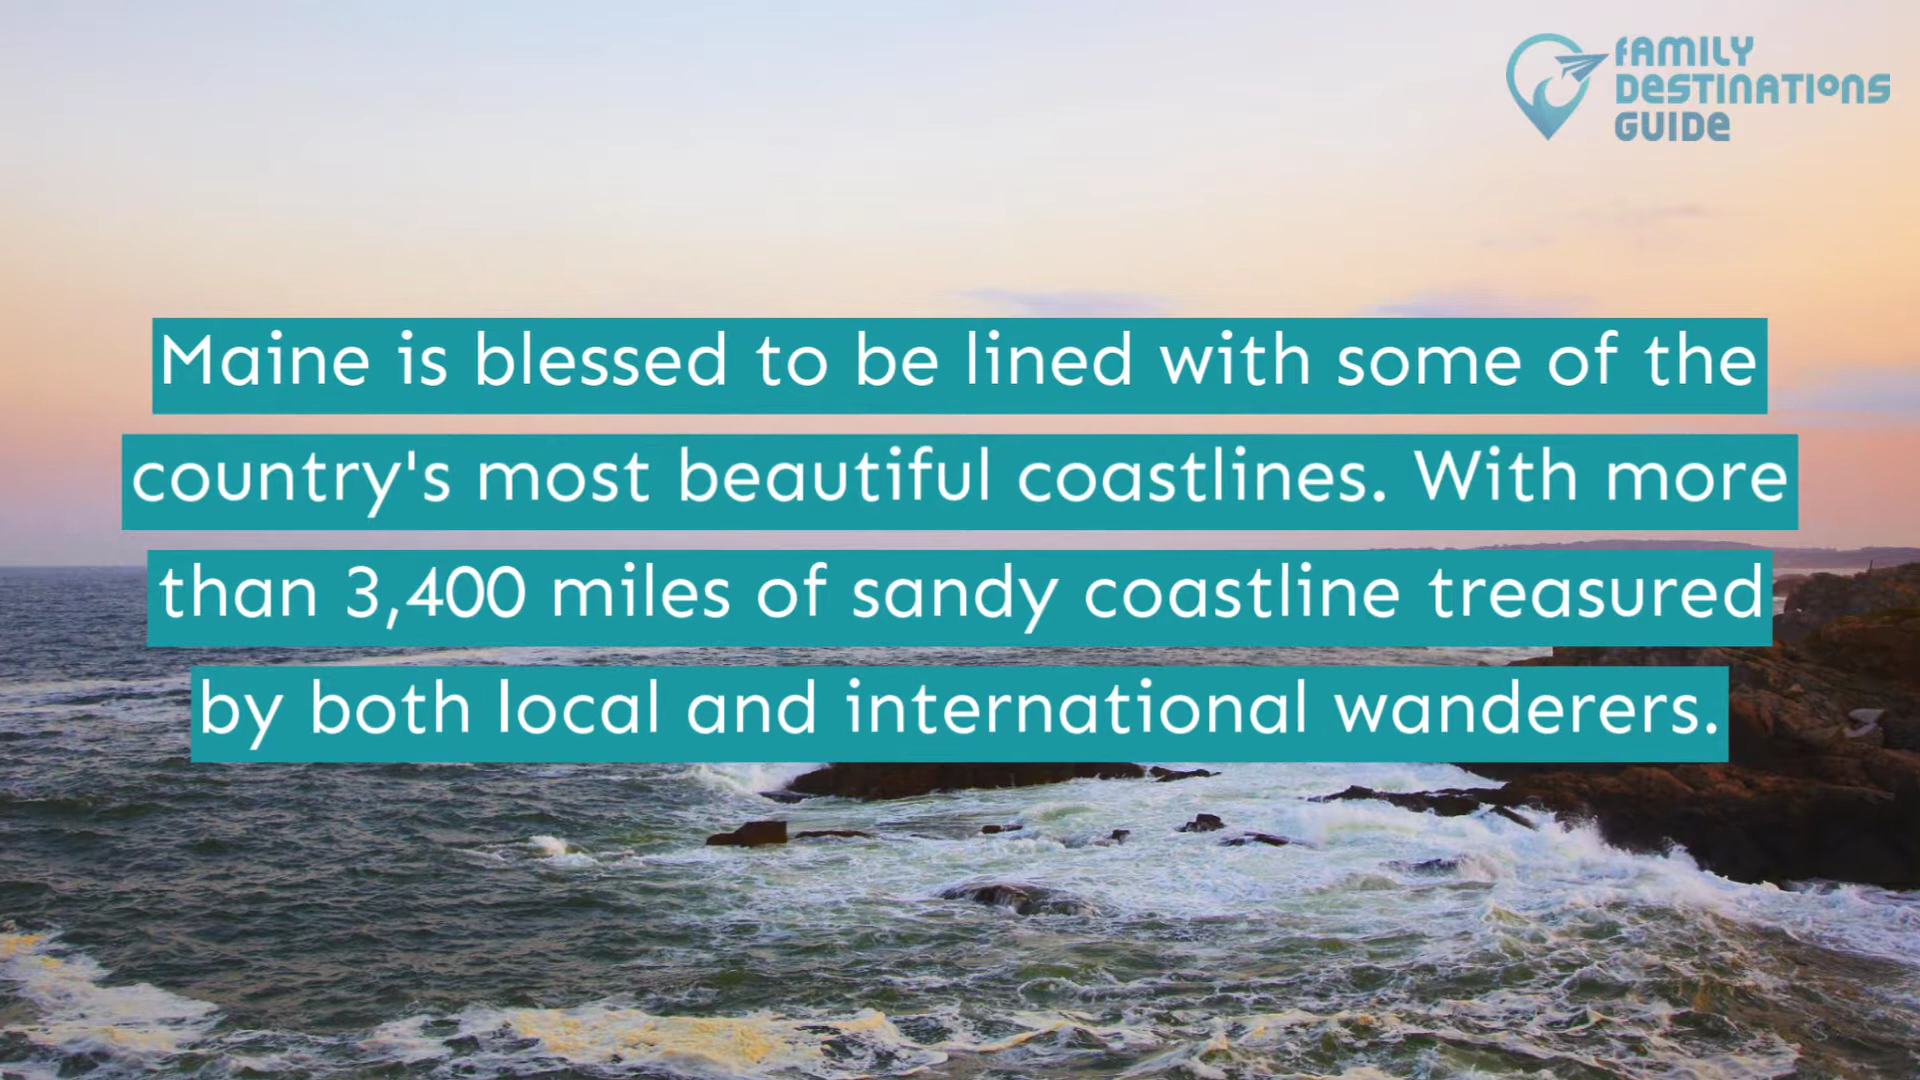 FAMILY
DESTINATIONS
GUIDE
Maine is blessed to be lined with some of the
country's most beautiful coastlines. With more
than 3,400 miles of sandy coastline treasured
by both local and international wanderers.